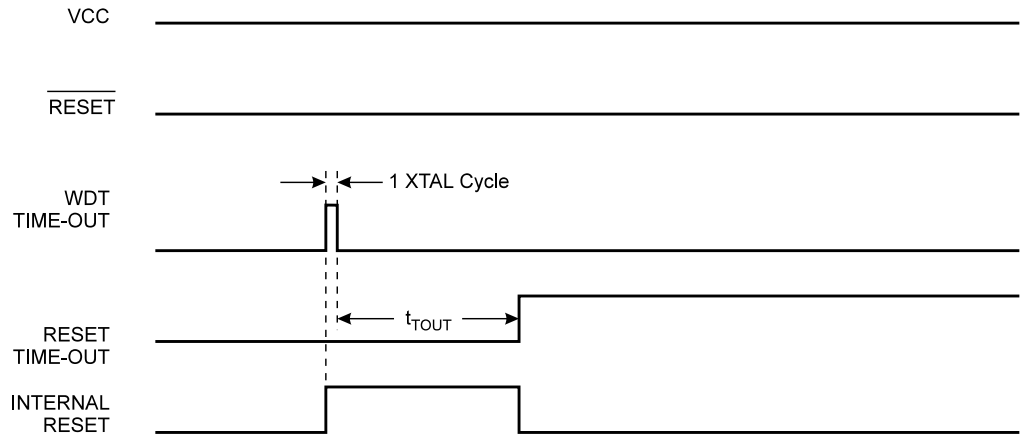 VCC
RESET
1 XTAL Cycle
WDT
TIME-OUT
tTOUT
RESET
TIME-OUT
INTERNAL
RESET